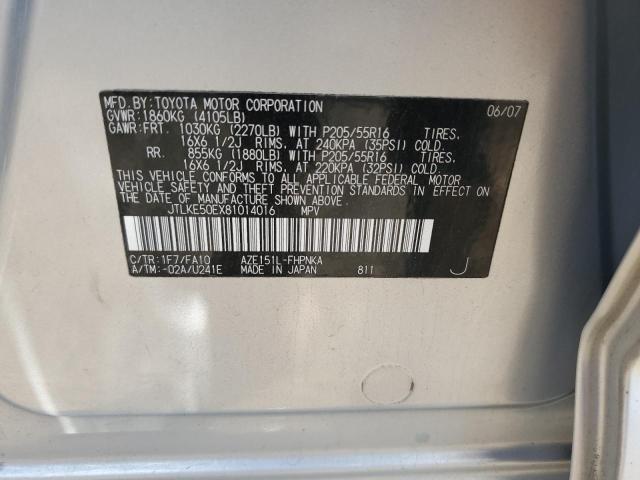 MFD.BY:TOYOTA MOTOR CORPORATION 06/07
GVWR:1860KG (4105LB)
GAWR:FRT. 1030KG (2270LB) WITH P205/55R16 TIRES,
16X6 1/2J RIMS, AT 240KPA (35PSI) COLD.
RR. 855KG (1880LB) WITH P205/55R16 TIRES,
16X6 1/2J RIMS, AT 220KPA (32PSI) COLD.
THIS VEHICLE CONFORMS TO ALL APPLICABLE FEDERAL MOTOR
VEHICLE SAFETY AND THEFT PREVENTION STANDARDS IN EFFECT
ON THE DATE OF MANUFACTURE SHOWN ABOVE.
JTLKE50EX81014016 MPV
C/TR:1F7/FA10 AZE151L-FHPNKA
A/TM:-02A/U241E MADE IN JAPAN 811 J